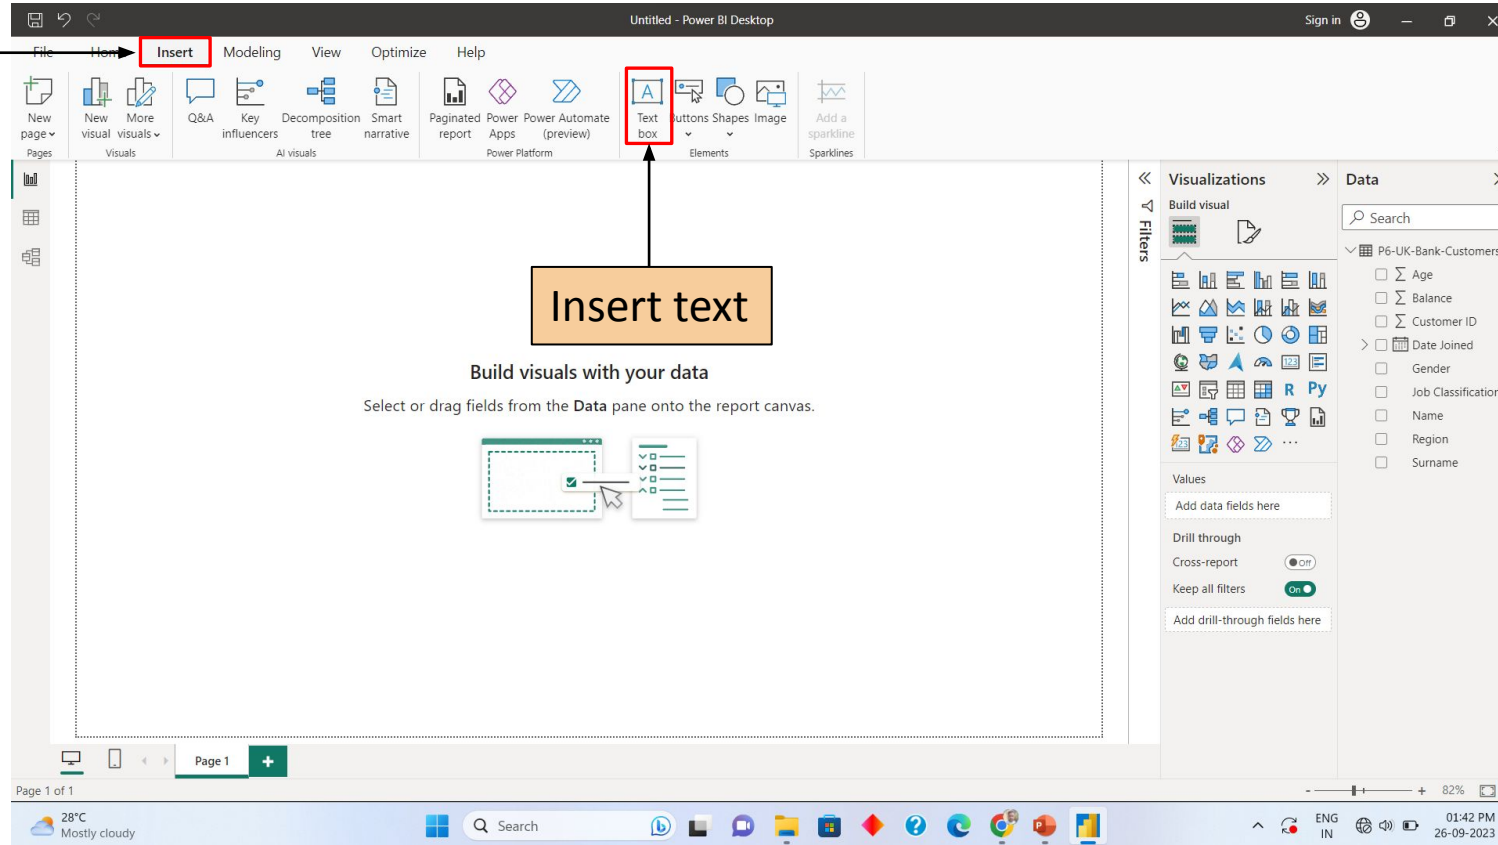 Untitled - Power BI Desktop
Sign in
File Home Insert Modeling View Optimize Help
New page
New visual
More visuals
Q&A
Key influencers
Decomposition tree
Smart narrative
Paginated report
Power Apps
Power Automate (preview)
Text box
Buttons
Shapes
Image
Add a sparkline
Pages
Visuals
AI visuals
Power Platform
Elements
Sparklines
Insert text
Build visuals with your data
Select or drag fields from the Data pane onto the report canvas.
Filters
Visualizations
Build visual
123
R
Py
123
...
Values
Add data fields here
Drill through
Cross-report
Off
Keep all filters
On
Add drill-through fields here
Data
Search
P6-UK-Bank-Customers
Age
Balance
Customer ID
Date Joined
Gender
Job Classification
Name
Region
Surname
Page 1
Page 1 of 1
- + 82%
28°C
Mostly cloudy
Search
ENG
IN
01:42 PM
26-09-2023